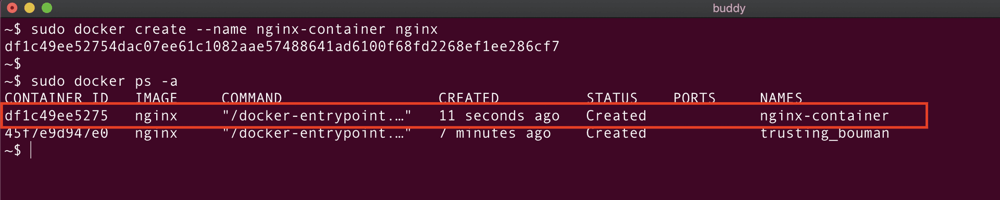 buddy
~$ sudo docker create --name nginx-container nginx
df1c49ee52754dac07ee61c1082aae57488641ad6100f68fd2268ef1ee286cf7
~$
~$ sudo docker ps -a
CONTAINER ID   IMAGE     COMMAND                  CREATED          STATUS    PORTS     NAMES
df1c49ee5275   nginx     "/docker-entrypoint.…"   11 seconds ago   Created             nginx-container
45f7e9d947e0   nginx     "/docker-entrypoint.…"   7 minutes ago    Created             trusting_bouman
~$